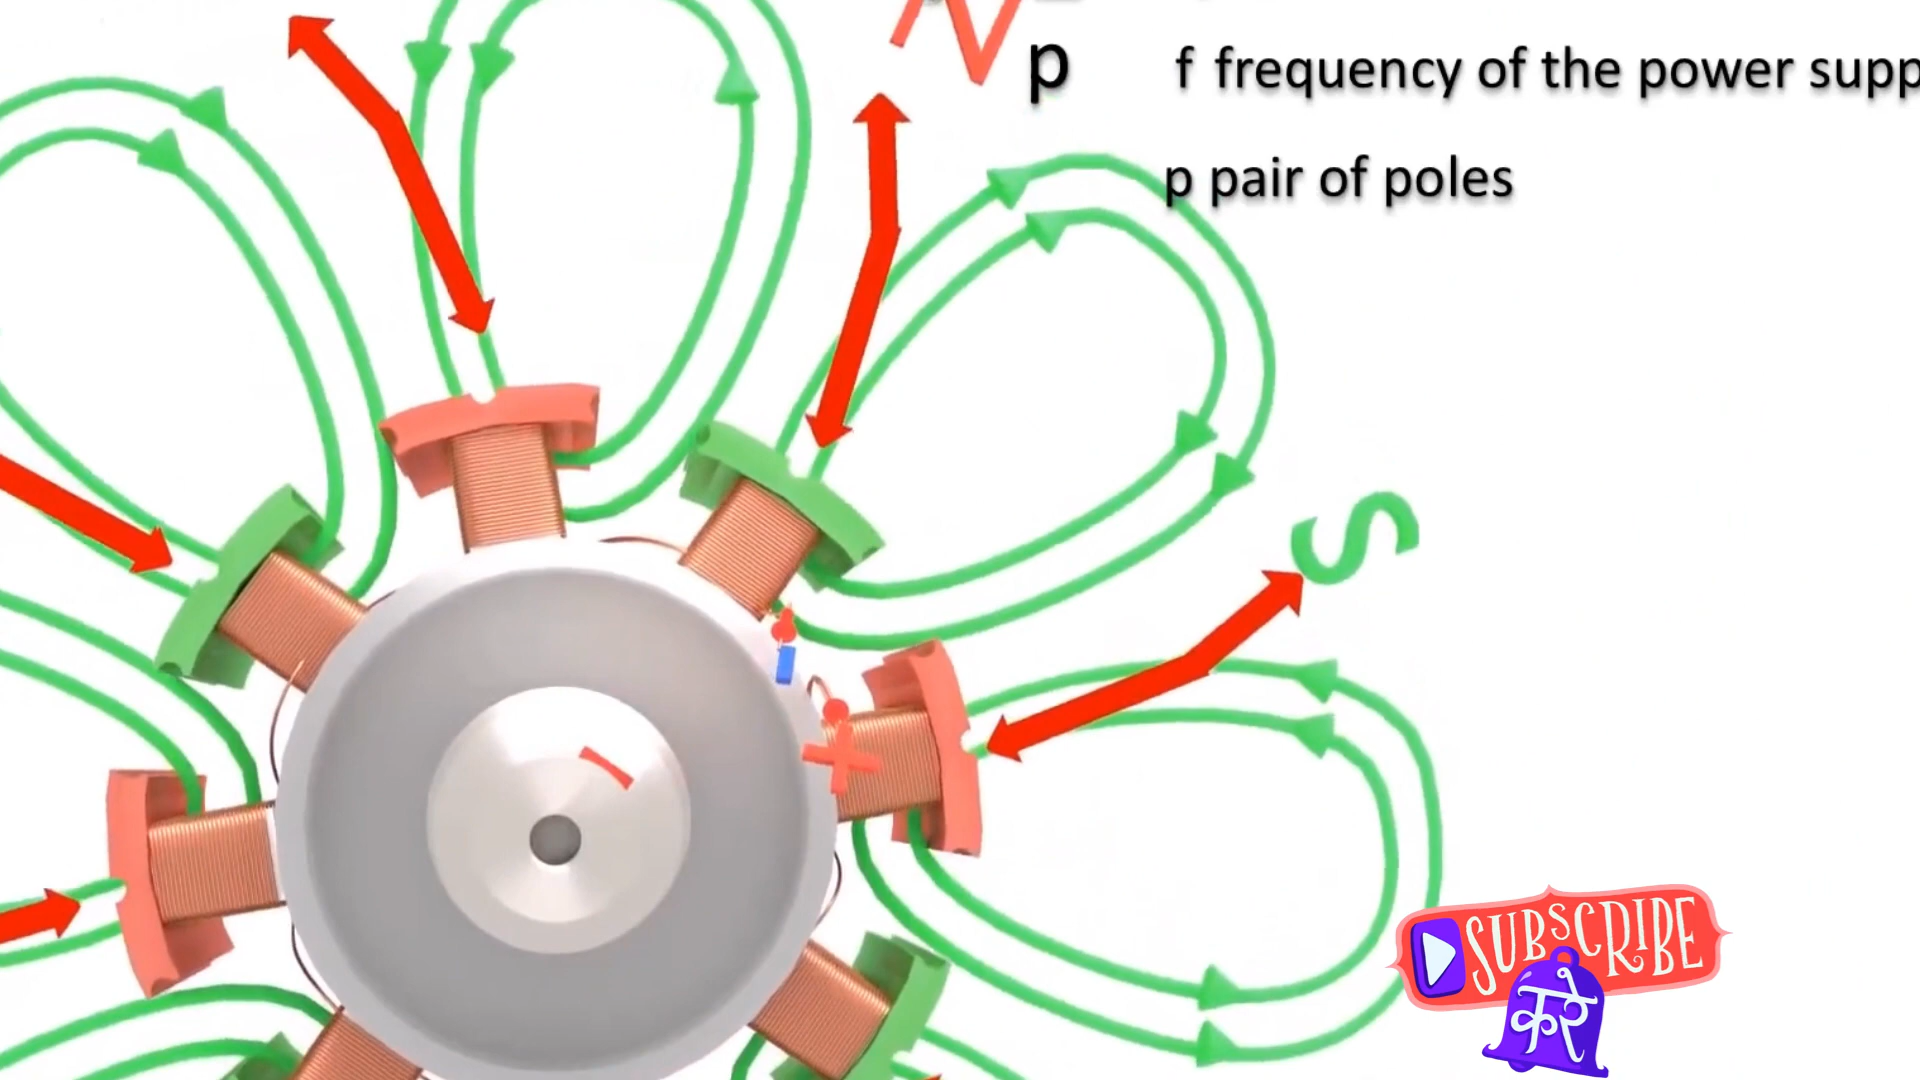 N
p
f frequency of the power supp
p pair of poles
S
SUBSCRIBE
करे